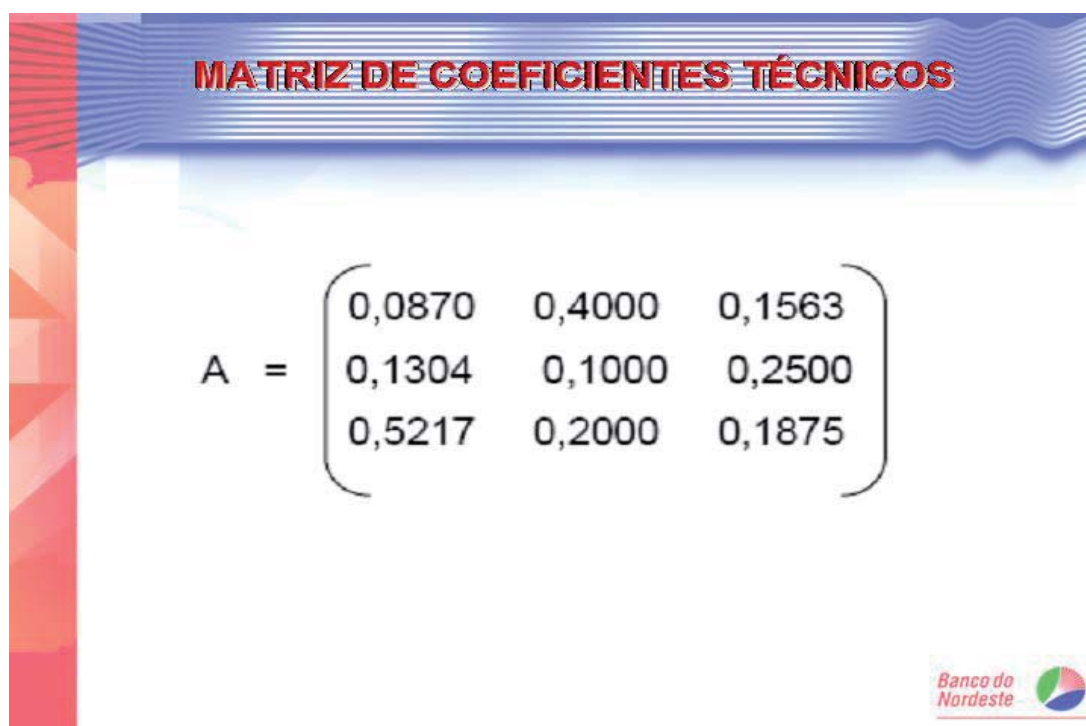 MATRIZ DE COEFICIENTES TÉCNICOS
0,0870 0,4000 0,1563
A = 0,1304 0,1000 0,2500
0,5217 0,2000 0,1875
Banco do
Nordeste